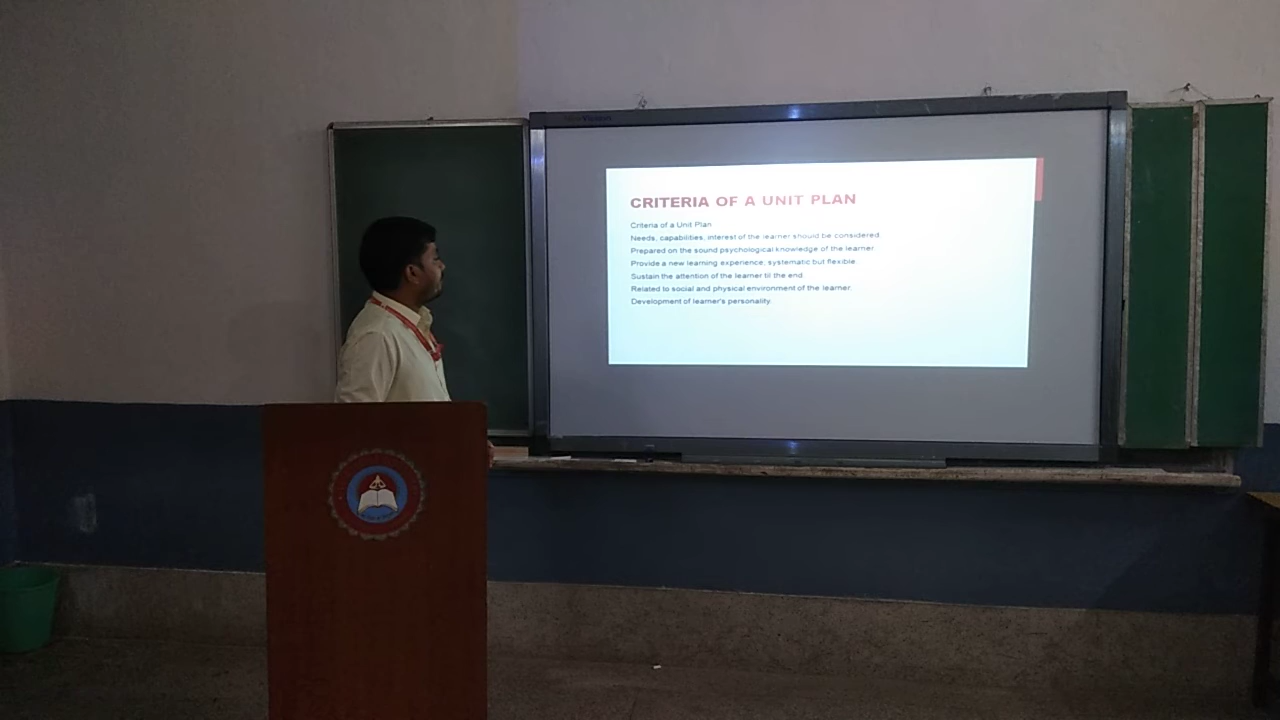 CRITERIA OF A UNIT PLAN
Criteria of a Unit Plan
Needs, capabilities, interest of the learner should be considered.
Prepared on the sound psychological knowledge of the learner.
Provide a new learning experience; systematic but flexible.
Sustain the attention of the learner til the end.
Related to social and physical environment of the learner.
Development of learner's personality.